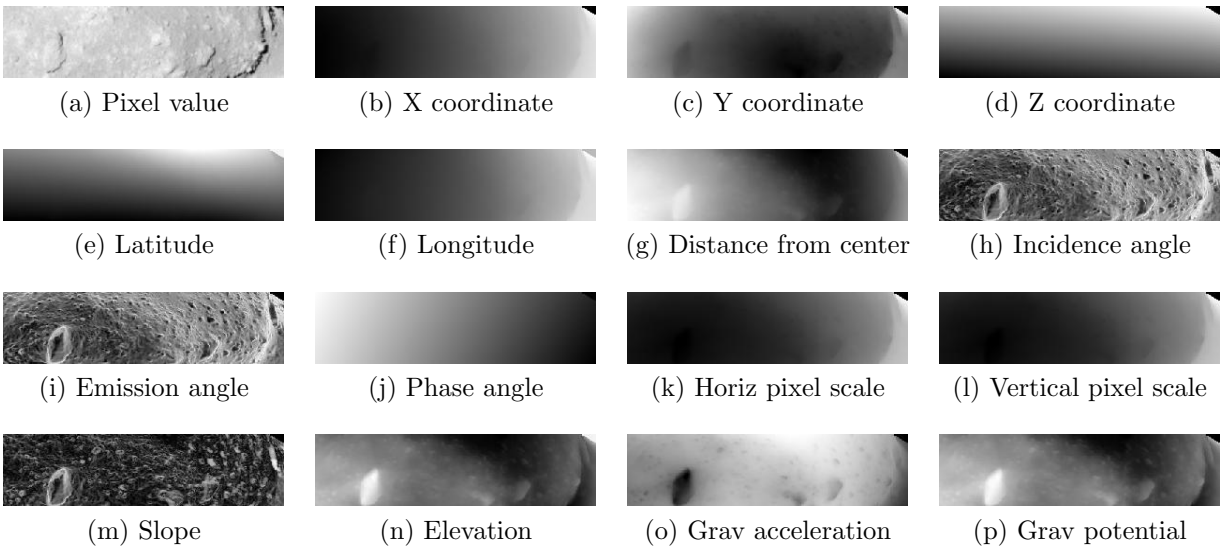 (a) Pixel value
(b) X coordinate
(c) Y coordinate
(d) Z coordinate
(e) Latitude
(f) Longitude
(g) Distance from center
(h) Incidence angle
(i) Emission angle
(j) Phase angle
(k) Horiz pixel scale
(l) Vertical pixel scale
(m) Slope
(n) Elevation
(o) Grav acceleration
(p) Grav potential